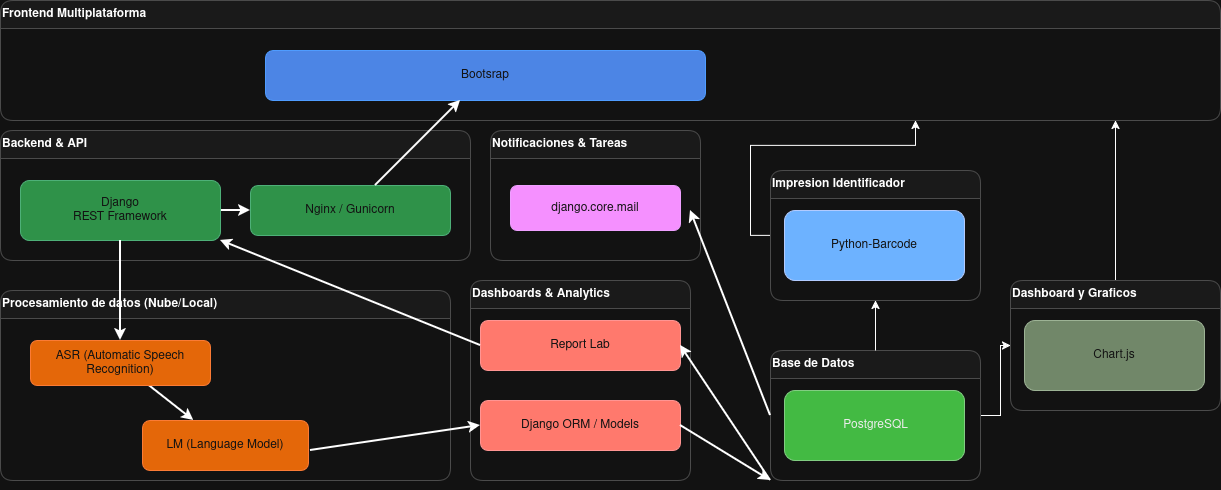 Frontend Multiplataforma
Bootsrap
Backend & API
Django
REST Framework
Nginx / Gunicorn
Notificaciones & Tareas
django.core.mail
Impresion Identificador
Python-Barcode
Procesamiento de datos (Nube/Local)
ASR (Automatic Speech
Recognition)
LM (Language Model)
Dashboards & Analytics
Report Lab
Django ORM / Models
Base de Datos
PostgreSQL
Dashboard y Graficos
Chart.js